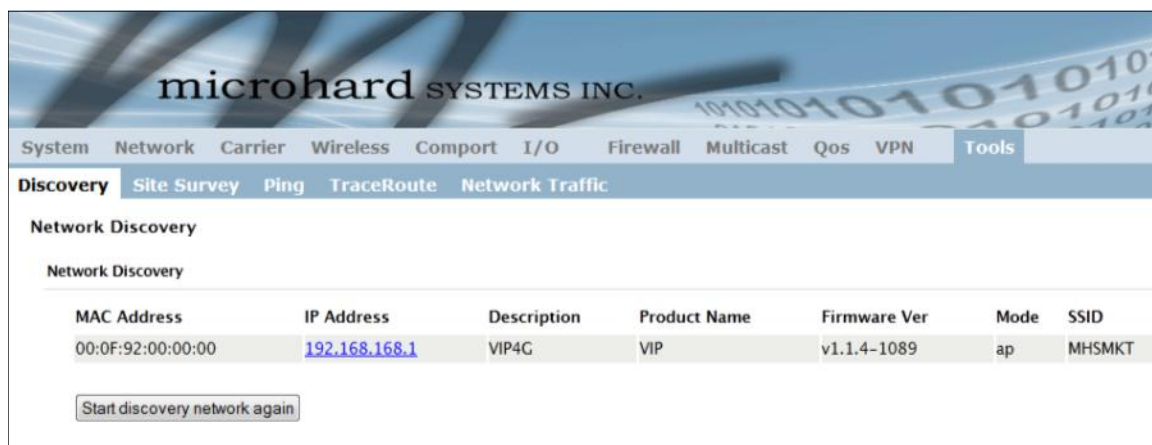 microhard SYSTEMS INC.
System Network Carrier Wireless Comport I/O Firewall Multicast Qos VPN Tools
Discovery Site Survey Ping TraceRoute Network Traffic
Network Discovery
Network Discovery
MAC Address IP Address Description Product Name Firmware Ver Mode SSID
00:0F:92:00:00:00 192.168.168.1 VIP4G VIP v1.1.4-1089 ap MHSMKT
Start discovery network again